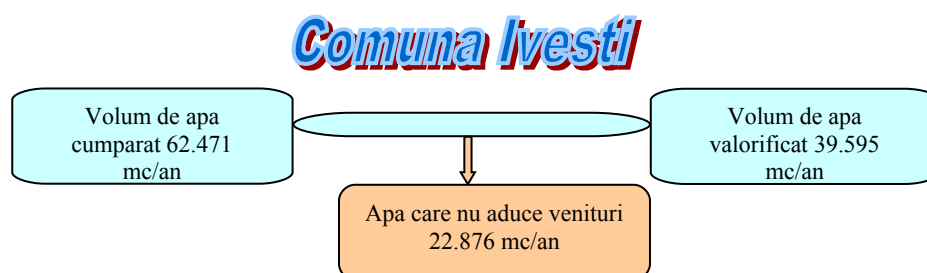 Comuna Ivesti
Volum de apa
cumparat 62.471
mc/an
Volum de apa
valorificat 39.595
mc/an
Apa care nu aduce venituri
22.876 mc/an